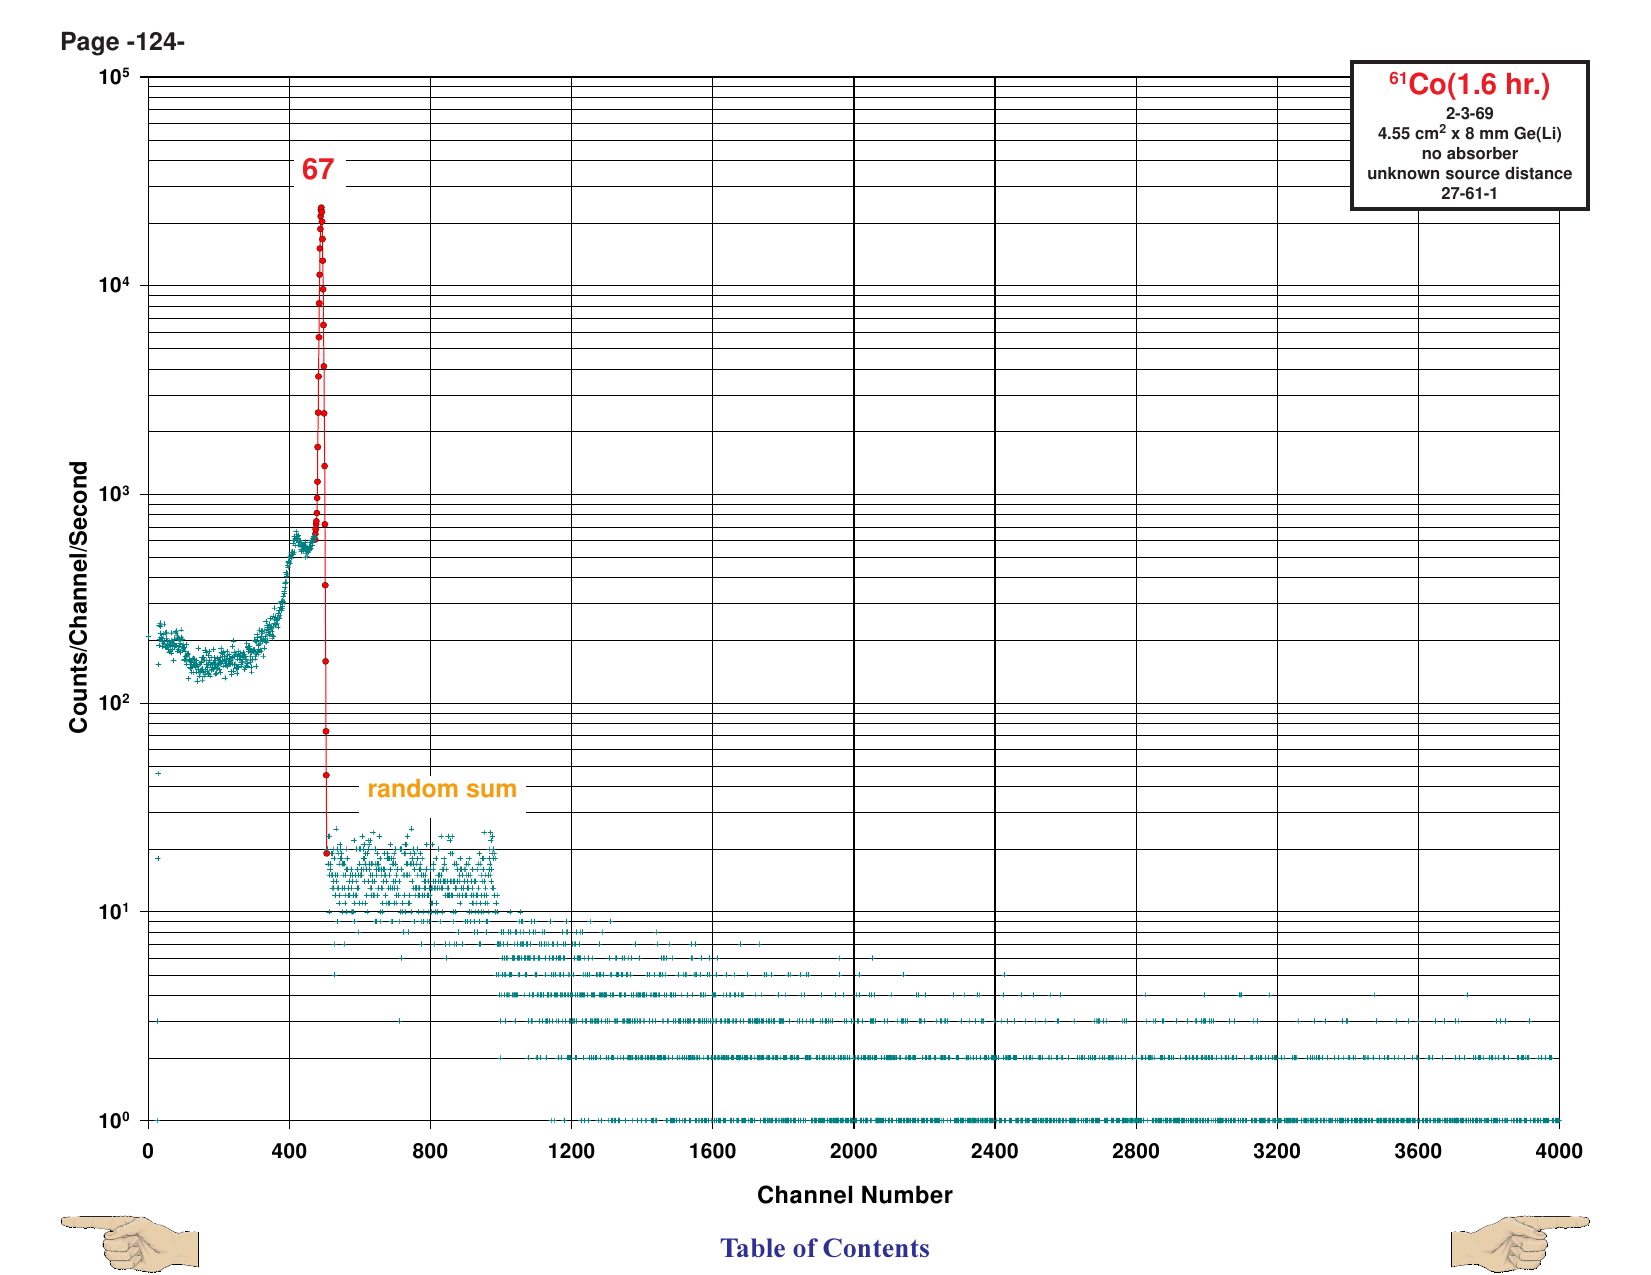 Page -124-
⁶¹Co(1.6 hr.)
2-3-69
4.55 cm² x 8 mm Ge(Li)
no absorber
unknown source distance
27-61-1
10⁵
67
10⁴
10³
Counts/Channel/Second
10²
random sum
10¹
10⁰
0 400 800 1200 1600 2000 2400 2800 3200 3600 4000
Channel Number
Table of Contents